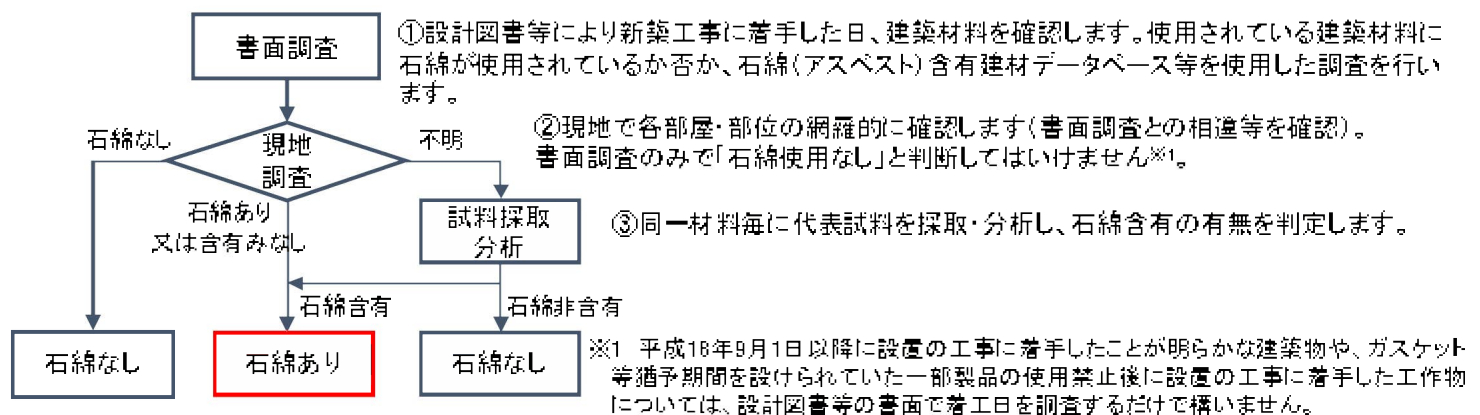 書面調査
①設計図書等により新築工事に着手した日、建築材料を確認します。使用されている建築材料に
石綿が使用されているか否か、石綿(アスベスト)含有建材データベース等を使用した調査を行い
ます。
石綿なし
現地
調査
不明
②現地で各部屋・部位の網羅的に確認します(書面調査との相違等を確認)。
書面調査のみで「石綿使用なし」と判断してはいけません※1。
石綿あり
又は含有みなし
試料採取
分析
③同一材料毎に代表試料を採取・分析し、石綿含有の有無を判定します。
石綿含有
石綿非含有
石綿なし
石綿あり
石綿なし
※1 平成18年9月1日以降に設置の工事に着手したことが明らかな建築物や、ガスケット
等猶予期間を設けられていた一部製品の使用禁止後に設置の工事に着手した工作物
については、設計図書等の書面で着工日を調査するだけで構いません。